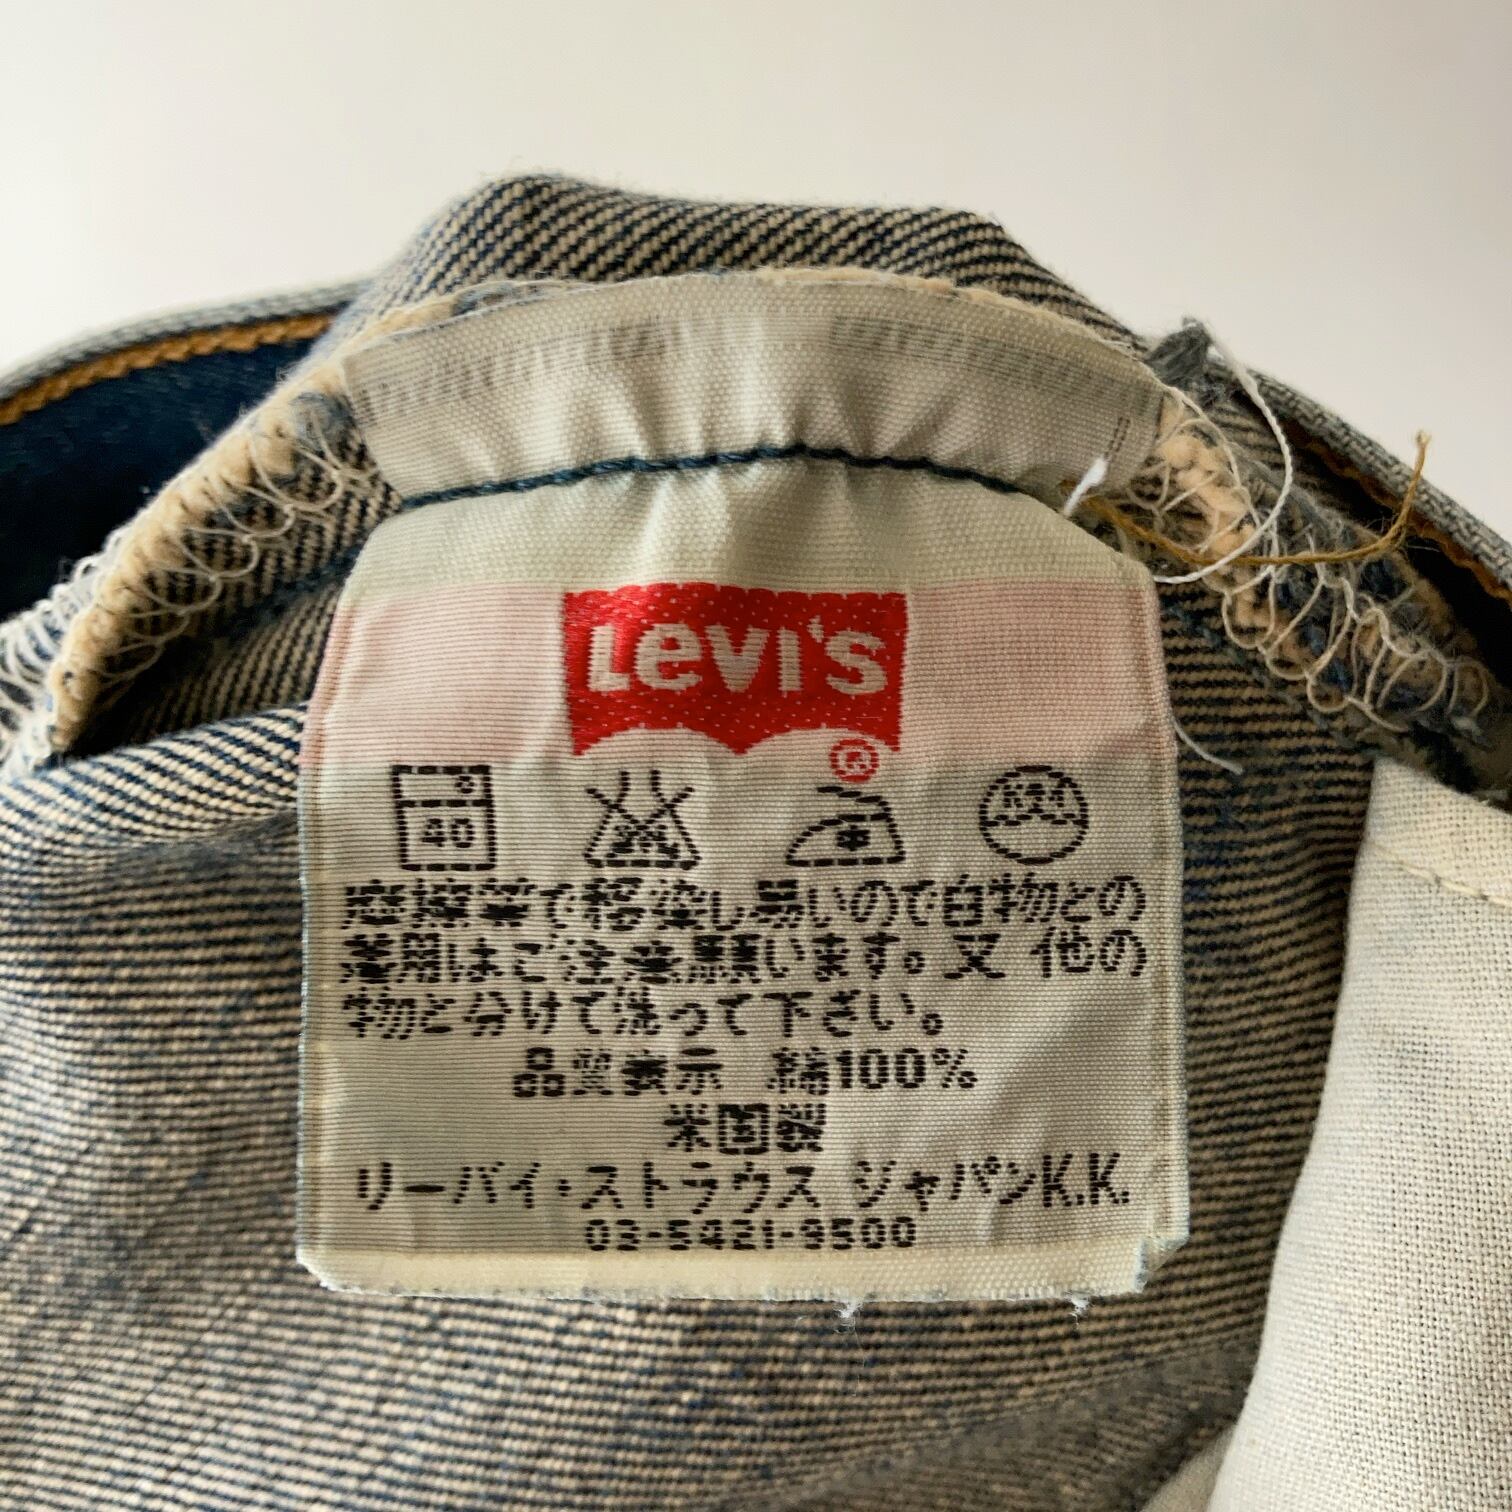 Levi's
®
40
感摩等で移染し易いのて白物との
着用はご注意願います。又 他の
物と分けて洗って下さい。
品質表示 綿100%
米国製
リーバイ・ストラウス ジャパンK.K.
03-5421-9500